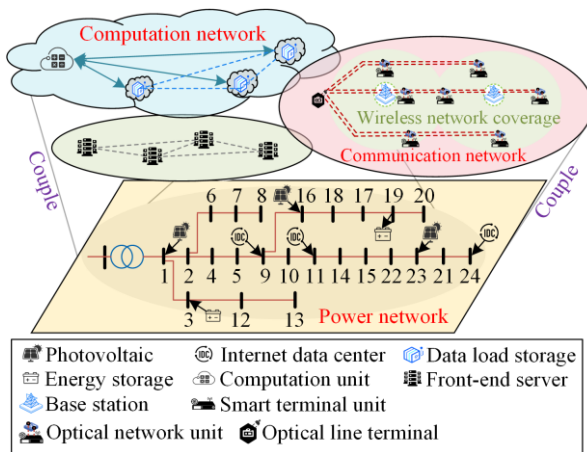 Computation network
Wireless network coverage
Communication network
Couple
Couple
6 7 8 16 18 17 19 20
IDC IDC IDC
1 2 4 5 9 10 11 14 15 22 23 21 24
3 12 13
Power network
Photovoltaic IDC Internet data center Data load storage
Energy storage Computation unit Front-end server
Base station Smart terminal unit
Optical network unit Optical line terminal